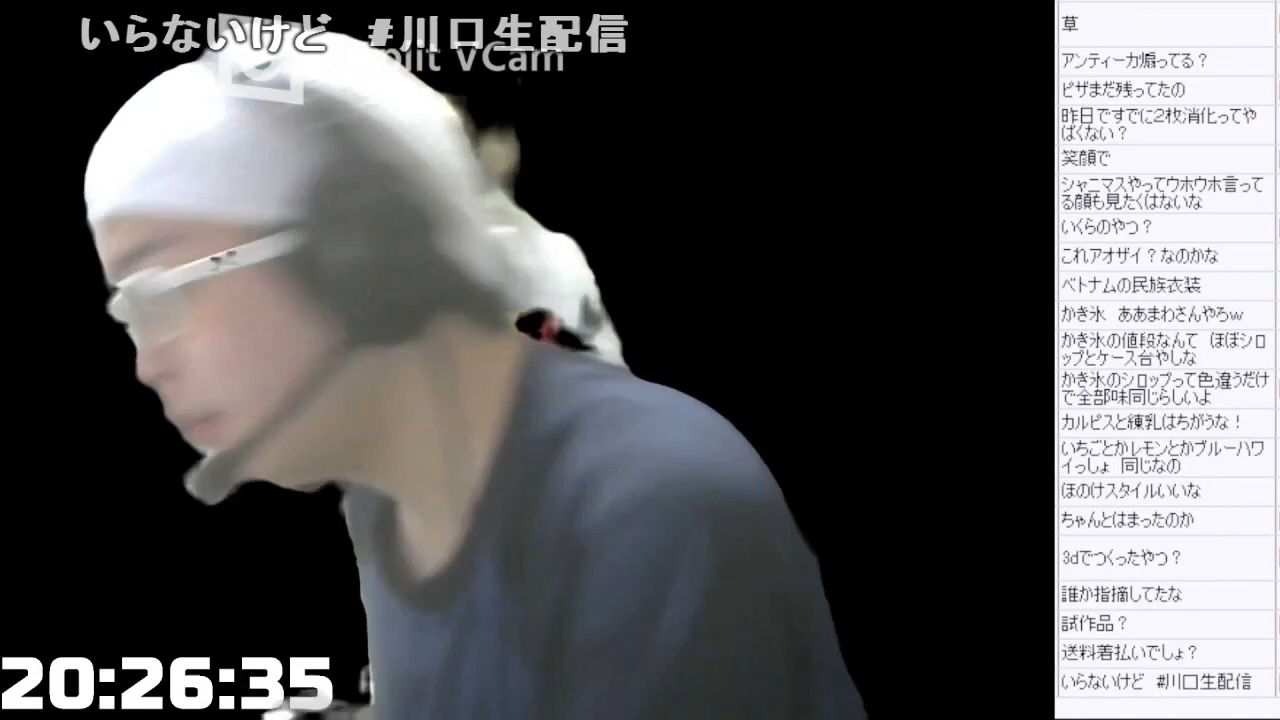 いらないけど　#川口生配信
plit VCam
草
アンティーカ煽ってる？
ピザまだ残ってたの
昨日ですでに2枚消化ってや
ばくない？
笑顔で
シャニマスやってウホウホ言って
る顔も見たくはないな
いくらのやつ？
これアオザイ？なのかな
ベトナムの民族衣装
かき氷　ああまわさんやろw
かき氷の値段なんて　ほぼシロ
ップとケース台やしな
かき氷のシロップって色違うだけ
で全部味同じらしいよ
カルピスと練乳はちがうな！
いちごとかレモンとかブルーハワ
イっしょ　同じなの
ほのけスタイルいいな
ちゃんとはまったのか
3dでつくったやつ？
誰か指摘してたな
試作品？
送料着払いでしょ？
いらないけど　#川口生配信
20:26:35